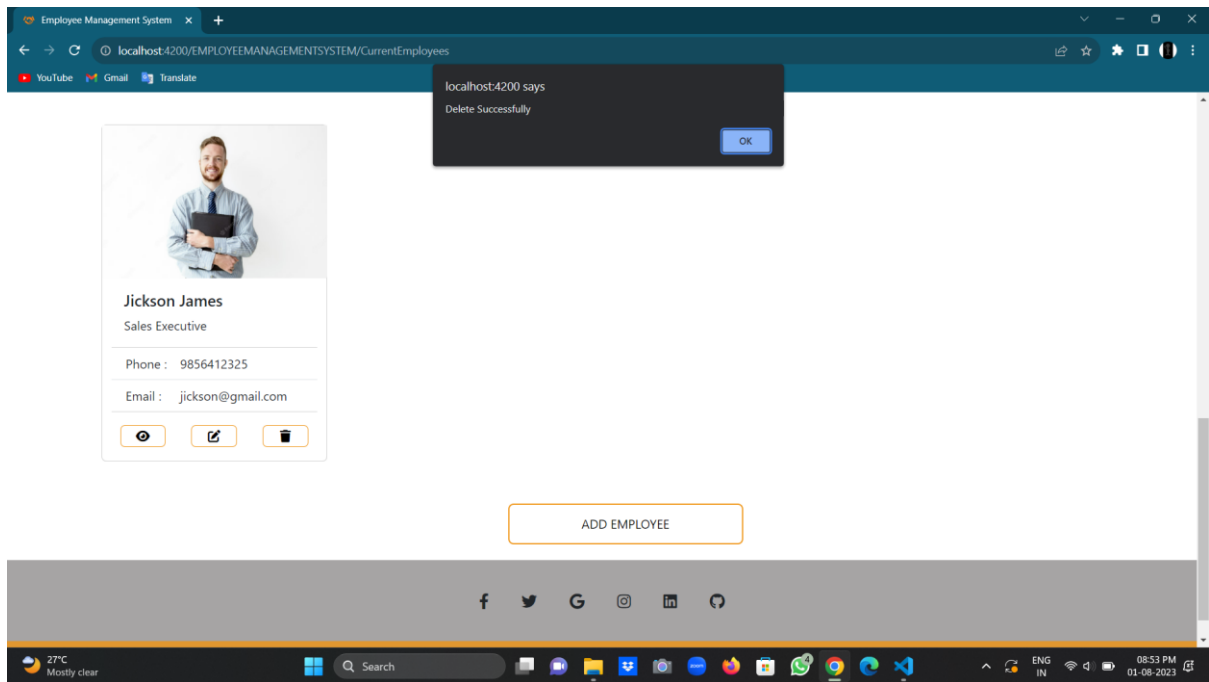 Employee Management System
localhost:4200/EMPLOYEEMANAGEMENTSYSTEM/CurrentEmployees
YouTube Gmail Translate
localhost:4200 says
Delete Successfully
OK
Jickson James
Sales Executive
Phone : 9856412325
Email : jickson@gmail.com
ADD EMPLOYEE
27°C
Mostly clear
Search
zoom
4
ENG
IN
08:53 PM
01-08-2023